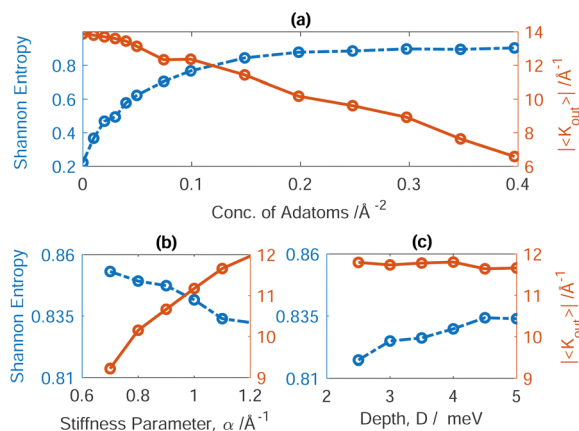 (a)
Shannon Entropy
0.8
0.6
0.4
0.2
14
12
10
8
6
|<K_out>| /Å^-1
0 0.1 0.2 0.3 0.4
Conc. of Adatoms /Å^-2
(b)
Shannon Entropy
0.86
0.835
0.81
12
11
10
9
0.6 0.8 1 1.2
Stiffness Parameter, α /Å^-1
(c)
0.86
0.835
0.81
12
11
10
9
|<K_out>| /Å^-1
2 3 4 5
Depth, D / meV